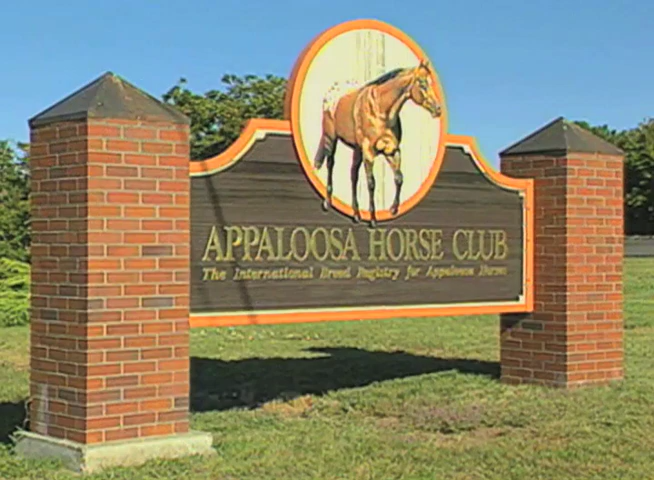 APPALOOSA HORSE CLUB
The International Breed Registry for Appaloosa Horses